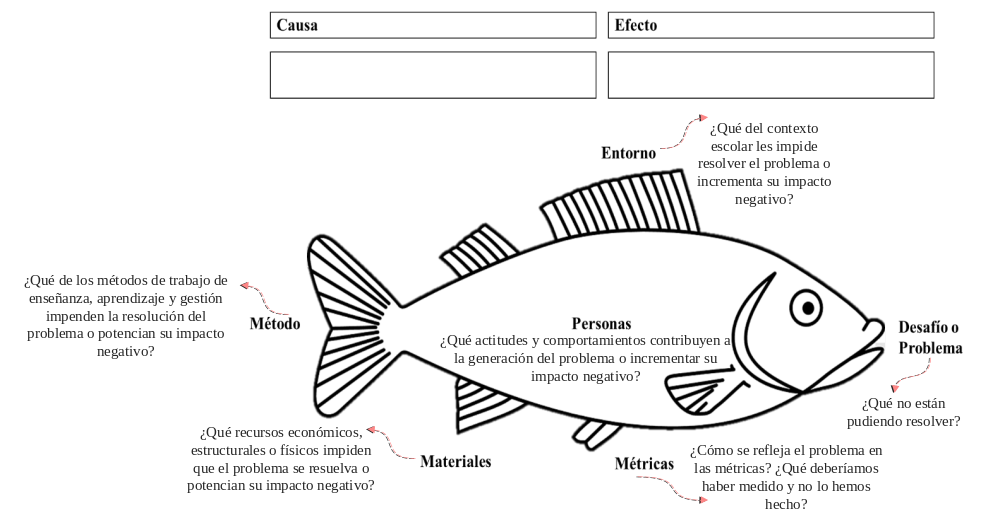 Causa
Efecto
Entorno
¿Qué del contexto
escolar les impide
resolver el problema o
incrementa su impacto
negativo?
¿Qué de los métodos de trabajo de
enseñanza, aprendizaje y gestión
impenden la resolución del
problema o potencian su impacto
negativo?
Método
Personas
¿Qué actitudes y comportamientos contribuyen a
la generación del problema o incrementar su
impacto negativo?
Desafío o
Problema
¿Qué no están
pudiendo resolver?
¿Qué recursos económicos,
estructurales o físicos impiden
que el problema se resuelva o
potencian su impacto negativo?
Materiales
Métricas
¿Cómo se refleja el problema en
las métricas? ¿Qué deberíamos
haber medido y no lo hemos
hecho?